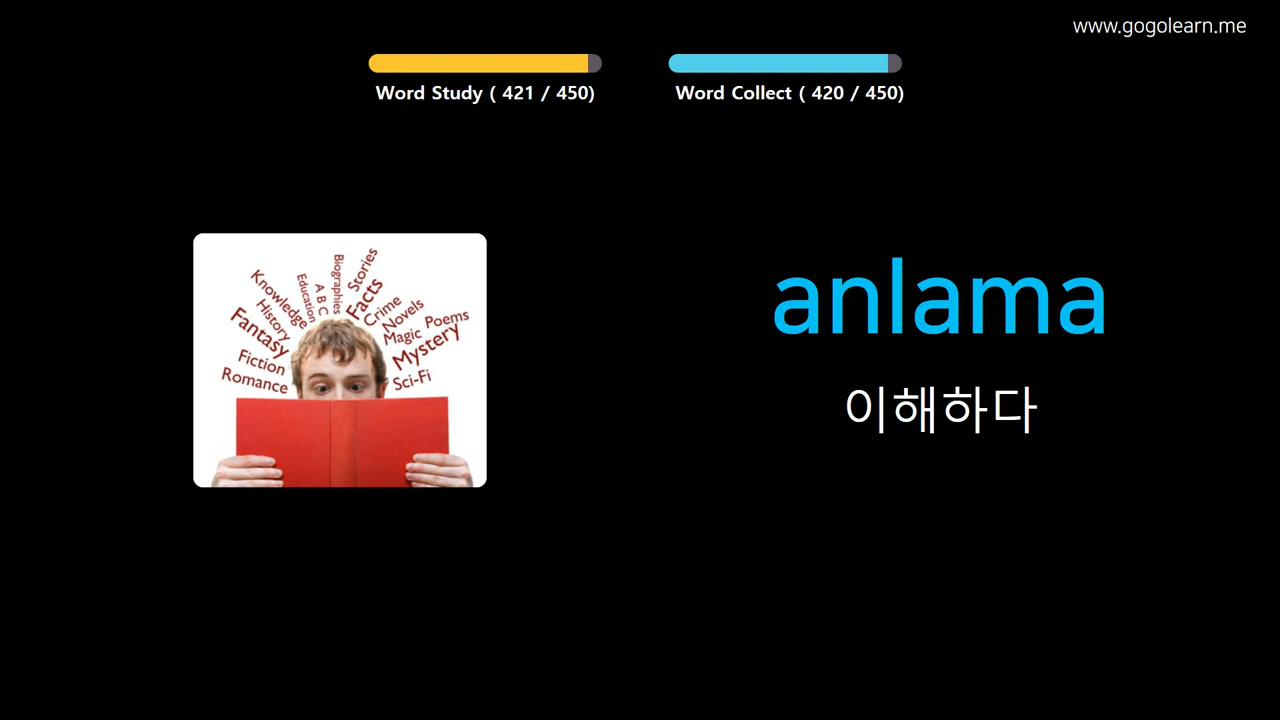 www.gogolearn.me
Word Study ( 421 / 450)
Word Collect ( 420 / 450)
Knowledge
History
Fantasy
Fiction
Romance
Education
A B C
Biographies
Stories
Facts
Crime
Novels
Magic
Poems
Mystery
Sci-Fi
anlama
이해하다